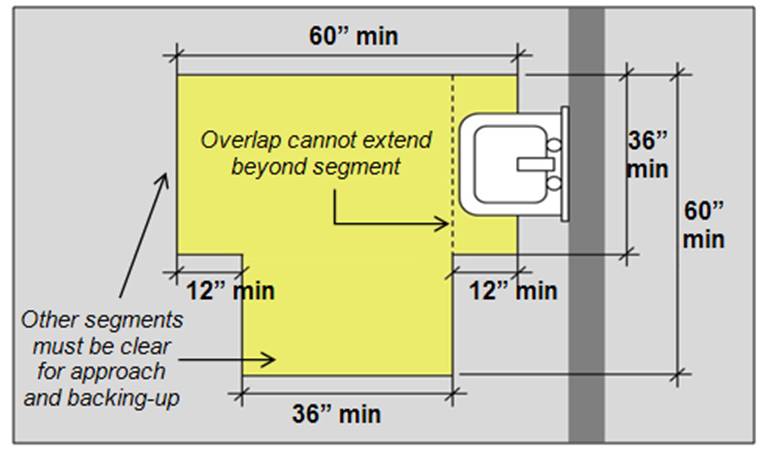 60” min
Overlap cannot extend
beyond segment
36”
min
60”
min
12” min
12” min
Other segments
must be clear
for approach
and backing-up
36” min